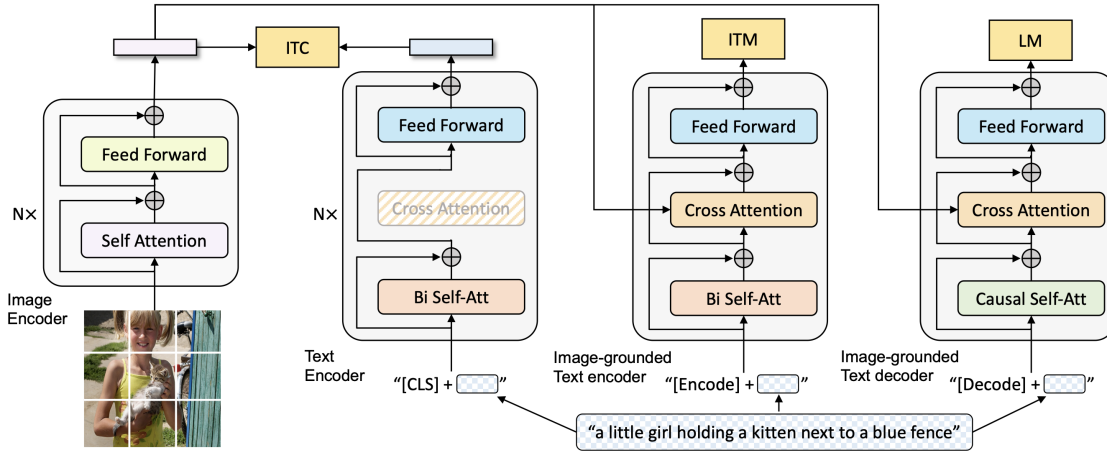 ITC
ITM
LM
Feed Forward
Self Attention
N×
Image
Encoder
Feed Forward
Cross Attention
Bi Self-Att
N×
Text
Encoder
"[CLS] + "
Feed Forward
Cross Attention
Bi Self-Att
Image-grounded
Text encoder
"[Encode] + "
Feed Forward
Cross Attention
Causal Self-Att
Image-grounded
Text decoder
"[Decode] + "
"a little girl holding a kitten next to a blue fence"